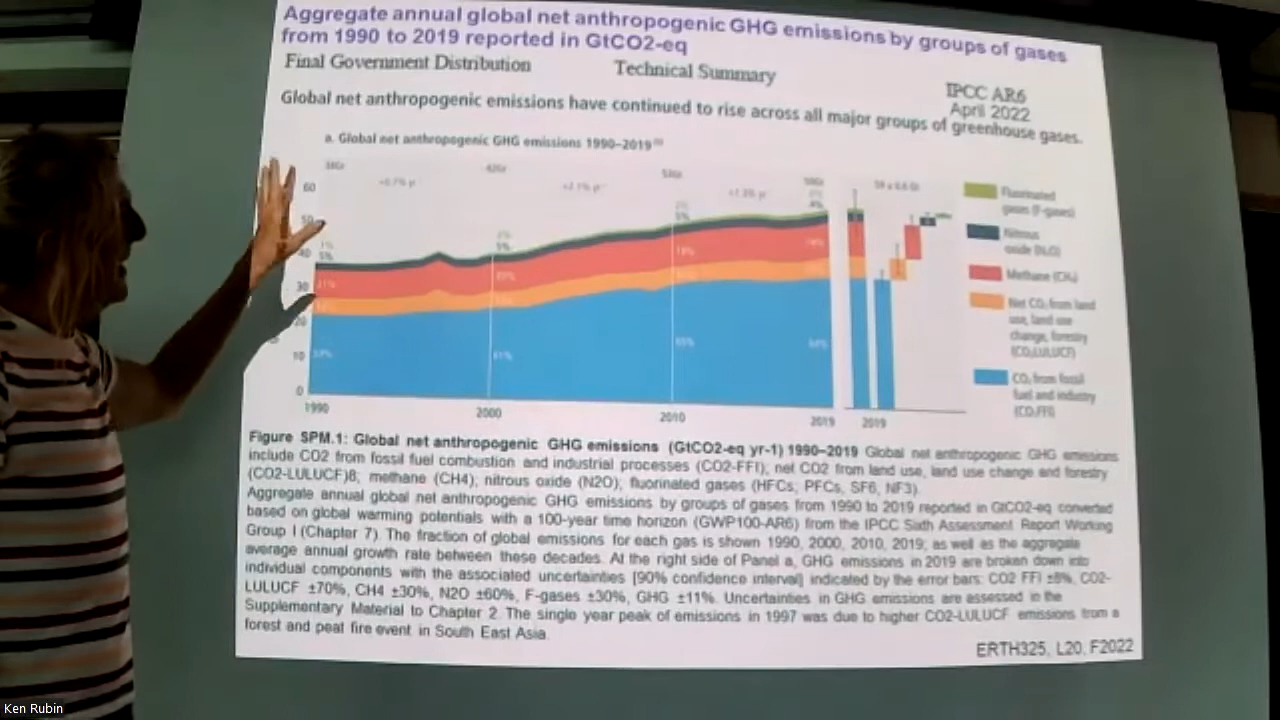 Aggregate annual global net anthropogenic GHG emissions by groups of gases
from 1990 to 2019 reported in GtCO2-eq
Final Government Distribution Technical Summary
IPCC AR6
April 2022
Global net anthropogenic emissions have continued to rise across all major groups of greenhouse gases.
a. Global net anthropogenic GHG emissions 1990–2019
60
50
40
30
20
10
0
1990 2000 2010 2019 2019
Fluorinated
gases (F-gases)
Nitrous
oxide (N₂O)
Methane (CH₄)
Net CO₂ from land
use, land use
change, forestry
(CO₂LULUCF)
CO₂ from fossil
fuel and industry
(CO₂FFI)
Figure SPM.1: Global net anthropogenic GHG emissions (GtCO2-eq yr-1) 1990–2019 Global net anthropogenic GHG emissions
include CO2 from fossil fuel combustion and industrial processes (CO2-FFI); net CO2 from land use, land use change and forestry
(CO2-LULUCF)8; methane (CH4); nitrous oxide (N2O); fluorinated gases (HFCs; PFCs, SF6, NF3).
Aggregate annual global net anthropogenic GHG emissions by groups of gases from 1990 to 2019 reported in GtCO2-eq converted
based on global warming potentials with a 100-year time horizon (GWP100-AR6) from the IPCC Sixth Assessment Report Working
Group I (Chapter 7). The fraction of global emissions for each gas is shown 1990, 2000, 2010, 2019; as well as the aggregate
average annual growth rate between these decades. At the right side of Panel a, GHG emissions in 2019 are broken down into
individual components with the associated uncertainties [90% confidence interval] indicated by the error bars: CO2 FFI ±8%, CO2-
LULUCF ±70%, CH4 ±30%, N2O ±60%, F-gases ±30%, GHG ±11%. Uncertainties in GHG emissions are assessed in the
Supplementary Material to Chapter 2. The single year peak of emissions in 1997 was due to higher CO2-LULUCF emissions from a
forest and peat fire event in South East Asia.
ERTH325, L20, F2022
Ken Rubin